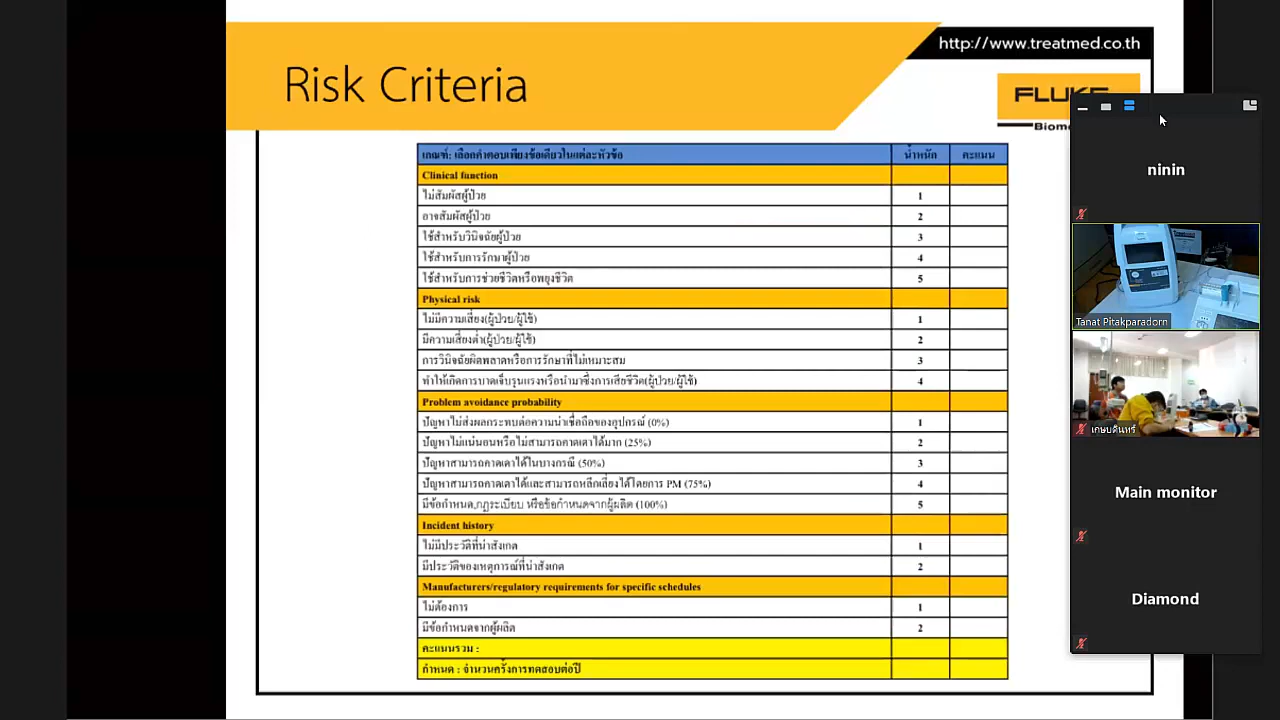 http://www.treatmed.co.th
Risk Criteria
FLUKE
Biome
เกณฑ์: เลือกคำตอบเพียงข้อเดียวในแต่ละหัวข้อ น้ำหนัก คะแนน
Clinical function
ไม่สัมผัสผู้ป่วย 1
อาจสัมผัสผู้ป่วย 2
ใช้สำหรับวินิจฉัยผู้ป่วย 3
ใช้สำหรับการรักษาผู้ป่วย 4
ใช้สำหรับการช่วยชีวิตหรือพยุงชีวิต 5
Physical risk
ไม่มีความเสี่ยง(ผู้ป่วย/ผู้ใช้) 1
มีความเสี่ยงต่ำ(ผู้ป่วย/ผู้ใช้) 2
การวินิจฉัยผิดพลาดหรือการรักษาที่ไม่เหมาะสม 3
ทำให้เกิดการบาดเจ็บรุนแรงหรือนำมาซึ่งการเสียชีวิต(ผู้ป่วย/ผู้ใช้) 4
Problem avoidance probability
ปัญหาไม่ส่งผลกระทบต่อความน่าเชื่อถือของอุปกรณ์ (0%) 1
ปัญหาไม่แน่นอนหรือไม่สามารถคาดเดาได้มาก (25%) 2
ปัญหาสามารถคาดเดาได้ในบางกรณี (50%) 3
ปัญหาสามารถคาดเดาได้และสามารถหลีกเลี่ยงได้โดยการ PM (75%) 4
มีข้อกำหนด,กฎระเบียบ หรือข้อกำหนดจากผู้ผลิต (100%) 5
Incident history
ไม่มีประวัติที่น่าสังเกต 1
มีประวัติของเหตุการณ์ที่น่าสังเกต 2
Manufacturers/regulatory requirements for specific schedules
ไม่ต้องการ 1
มีข้อกำหนดจากผู้ผลิต 2
คะแนนรวม :
กำหนด : จำนวนครั้งการทดสอบต่อปี
ninin
Tanat Pitakparadorn
เกษบดินทร์
Main monitor
Diamond